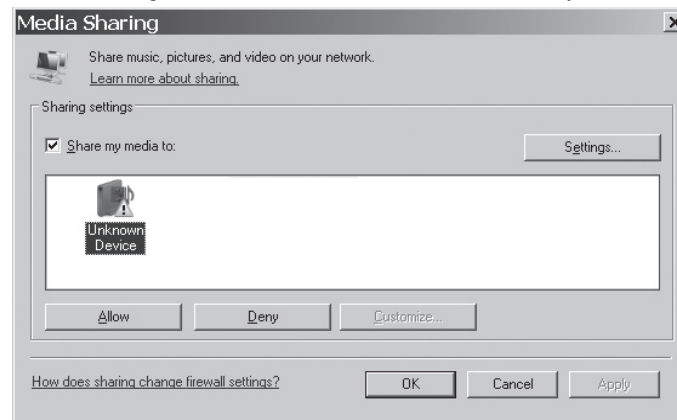 Media Sharing
Share music, pictures, and video on your network.
Learn more about sharing.
Sharing settings
Share my media to:
Settings...
Unknown
Device
Allow
Deny
Customize...
How does sharing change firewall settings?
OK
Cancel
Apply